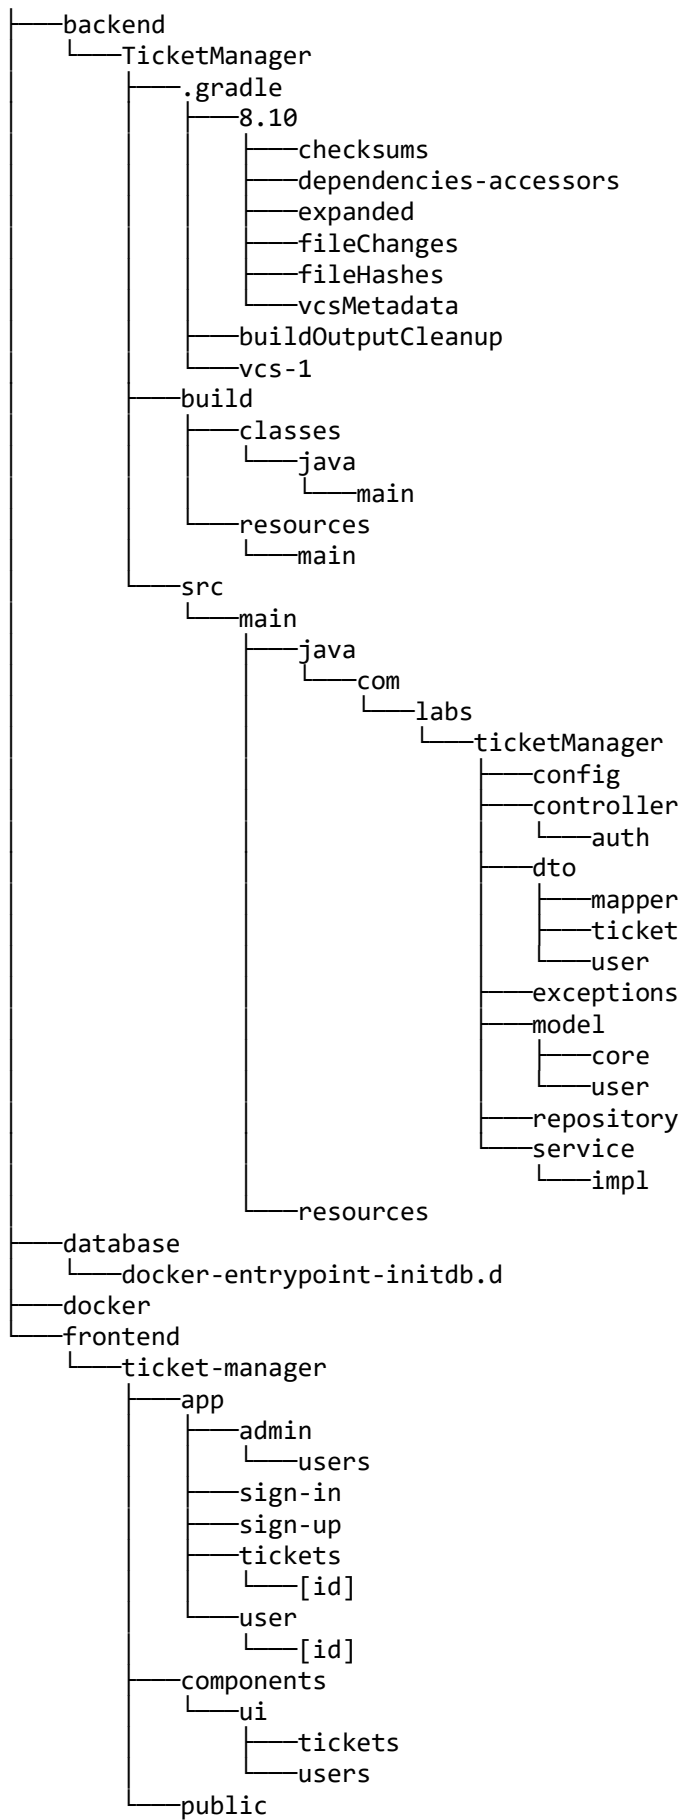 ├───backend
│   └───TicketManager
│       ├───.gradle
│       │   ├───8.10
│       │   │   ├───checksums
│       │   │   ├───dependencies-accessors
│       │   │   ├───expanded
│       │   │   ├───fileChanges
│       │   │   ├───fileHashes
│       │   │   └───vcsMetadata
│       │   ├───buildOutputCleanup
│       │   └───vcs-1
│       ├───build
│       │   ├───classes
│       │   │   └───java
│       │   │       └───main
│       │   └───resources
│       │       └───main
│       └───src
│           └───main
│               ├───java
│               │   └───com
│               │       └───labs
│               │           └───ticketManager
│               │               ├───config
│               │               ├───controller
│               │               │   └───auth
│               │               ├───dto
│               │               │   ├───mapper
│               │               │   ├───ticket
│               │               │   └───user
│               │               ├───exceptions
│               │               ├───model
│               │               │   ├───core
│               │               │   └───user
│               │               ├───repository
│               │               └───service
│               │                   └───impl
│               └───resources
├───database
│   └───docker-entrypoint-initdb.d
├───docker
└───frontend
    └───ticket-manager
        ├───app
        │   ├───admin
        │   │   └───users
        │   ├───sign-in
        │   ├───sign-up
        │   ├───tickets
        │   │   └───[id]
        │   └───user
        │       └───[id]
        ├───components
        │   └───ui
        │       ├───tickets
        │       └───users
        └───public